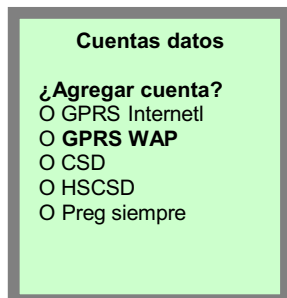 Cuentas datos
¿Agregar cuenta?
O GPRS Internetl
O GPRS WAP
O CSD
O HSCSD
O Preg siempre